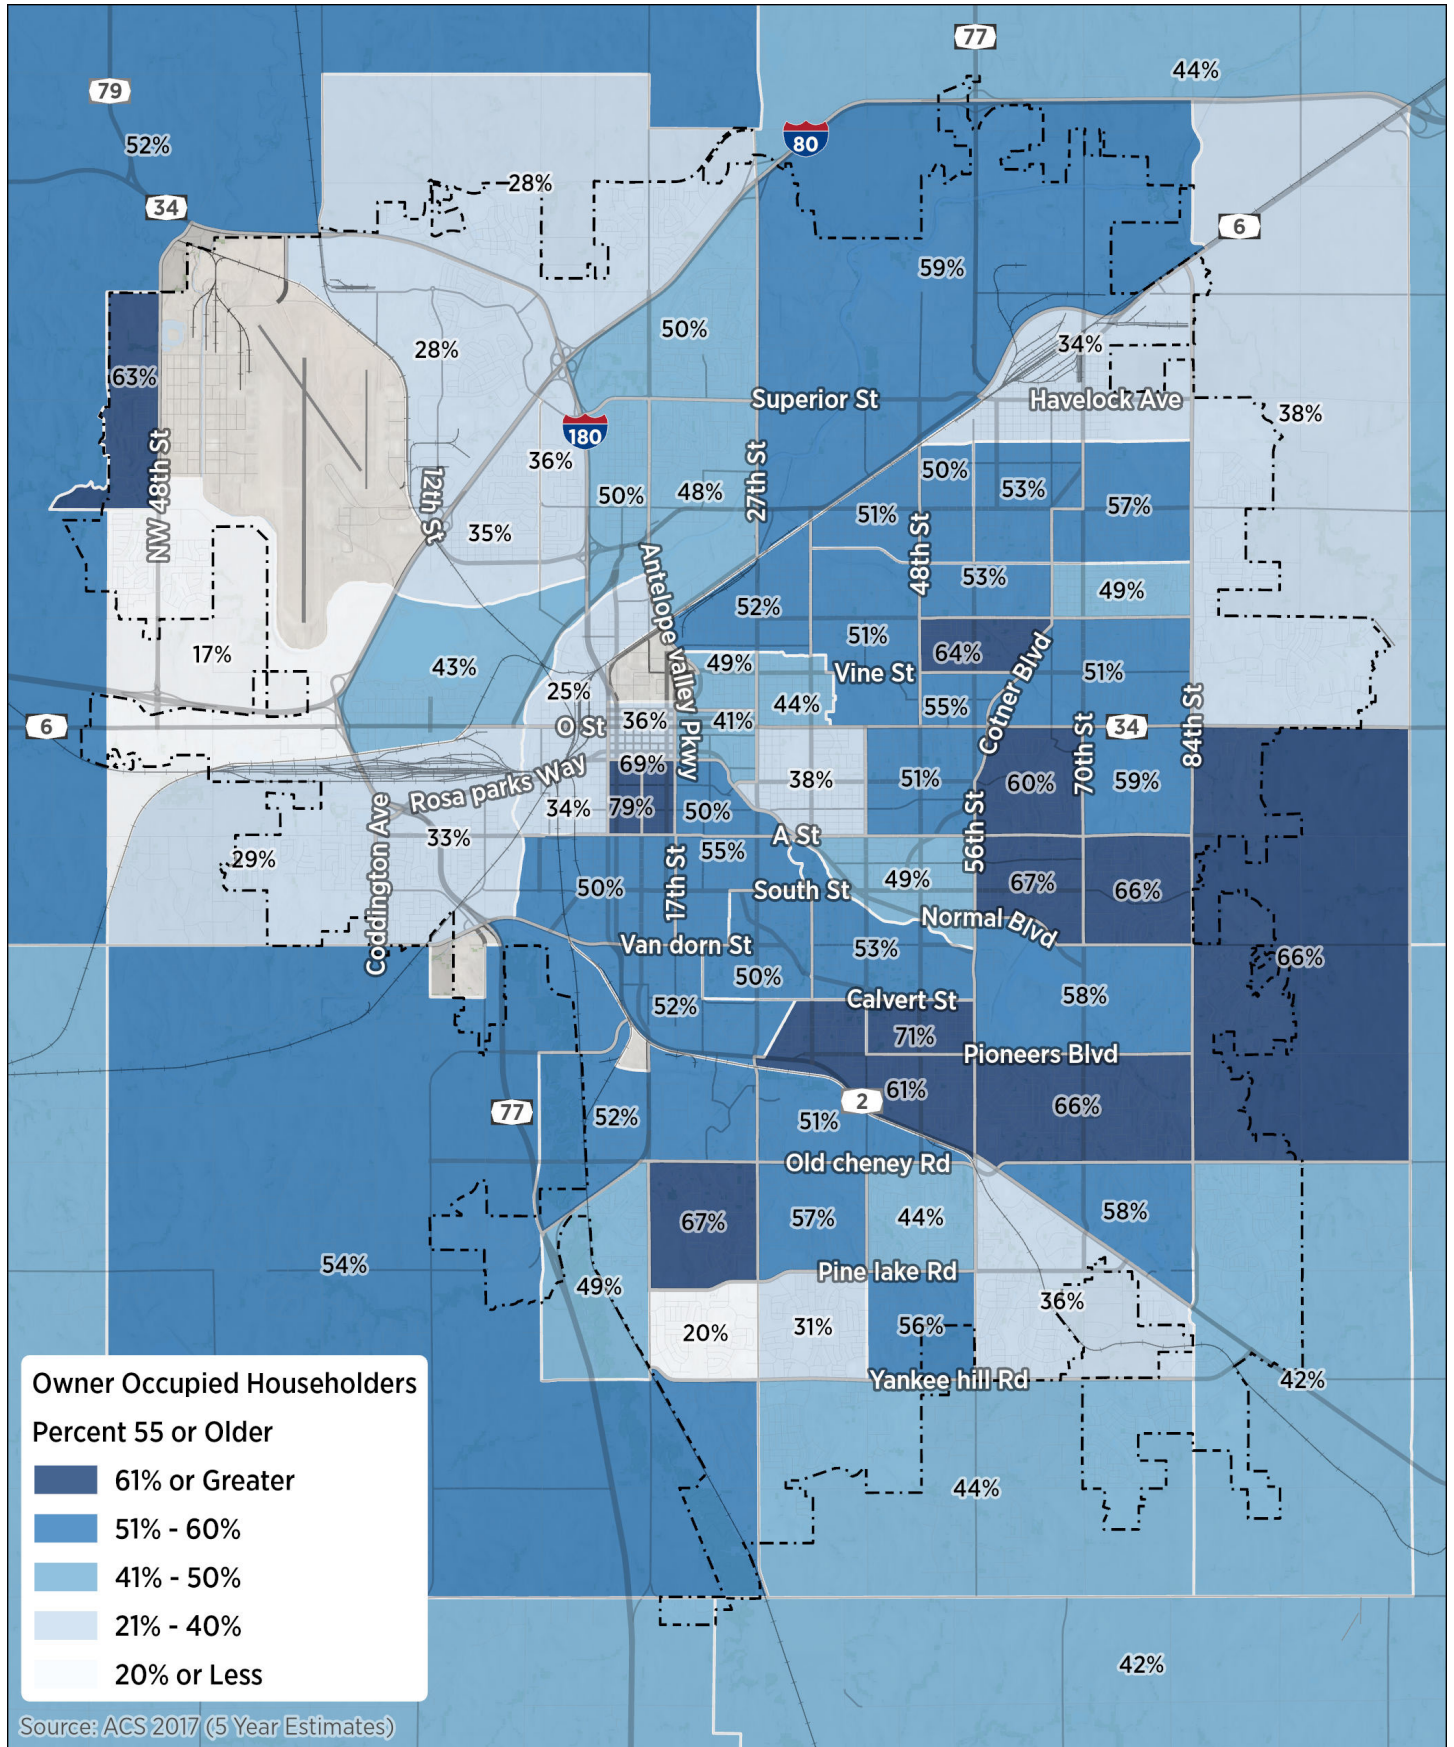 77
44%
79
80
52%
28%
34
6
59%
50%
34%
28%
63%
Superior St
Havelock Ave
38%
180
36%
50%
53%
27th St
NW 48th St
12th St
50%
48%
57%
51%
35%
48th St
Antelope valley Pkwy
53%
49%
52%
51%
64%
Cotner Blvd
17%
43%
49%
Vine St
51%
25%
44%
55%
84th St
6
O St
36%
41%
34
70th St
69%
38%
51%
60%
59%
Rosa parks Way
34%
79%
50%
56th St
33%
A St
Coddington Ave
29%
55%
17th St
50%
South St
49%
67%
66%
Normal Blvd
Van dorn St
53%
66%
50%
58%
52%
Calvert St
71%
Pioneers Blvd
61%
2
66%
77
52%
51%
Old cheney Rd
67%
57%
44%
58%
54%
Pine lake Rd
49%
36%
20%
31%
56%
Yankee hill Rd
42%
Owner Occupied Householders
Percent 55 or Older
61% or Greater
51% - 60%
41% - 50%
21% - 40%
20% or Less
44%
42%
Source: ACS 2017 (5 Year Estimates)